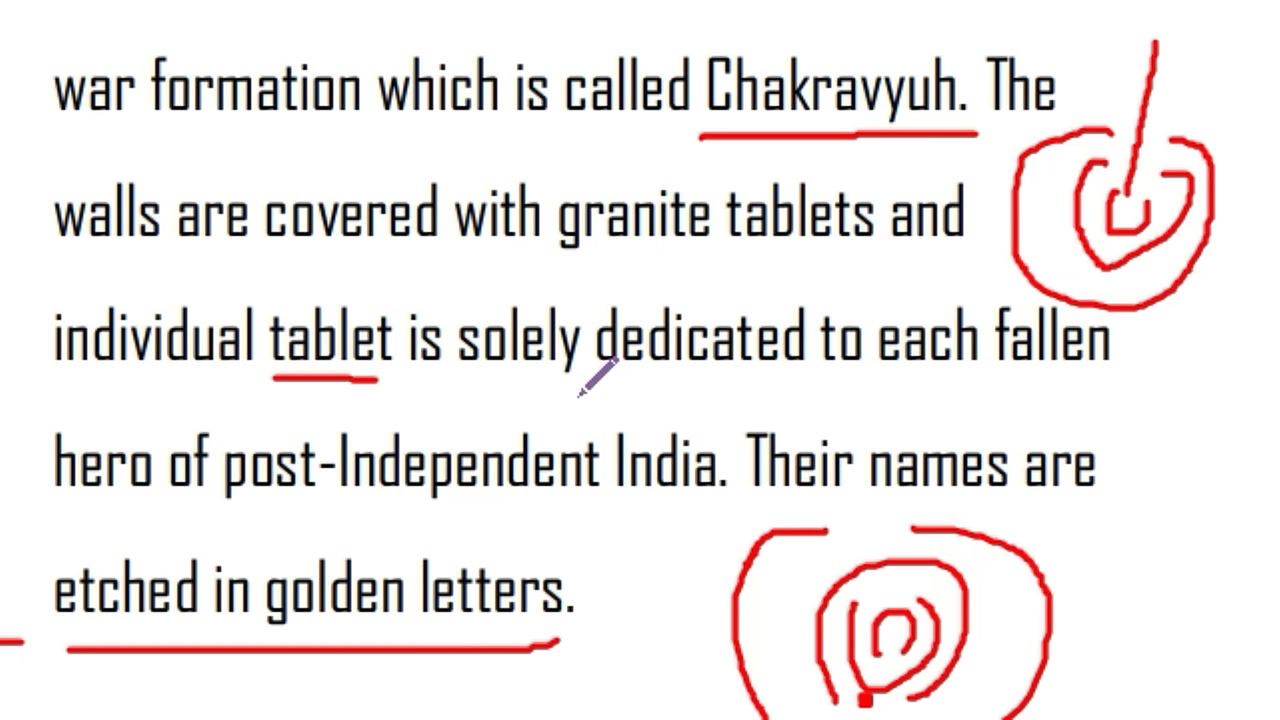 war formation which is called Chakravyuh. The
walls are covered with granite tablets and
individual tablet is solely dedicated to each fallen
hero of post-Independent India. Their names are
etched in golden letters.